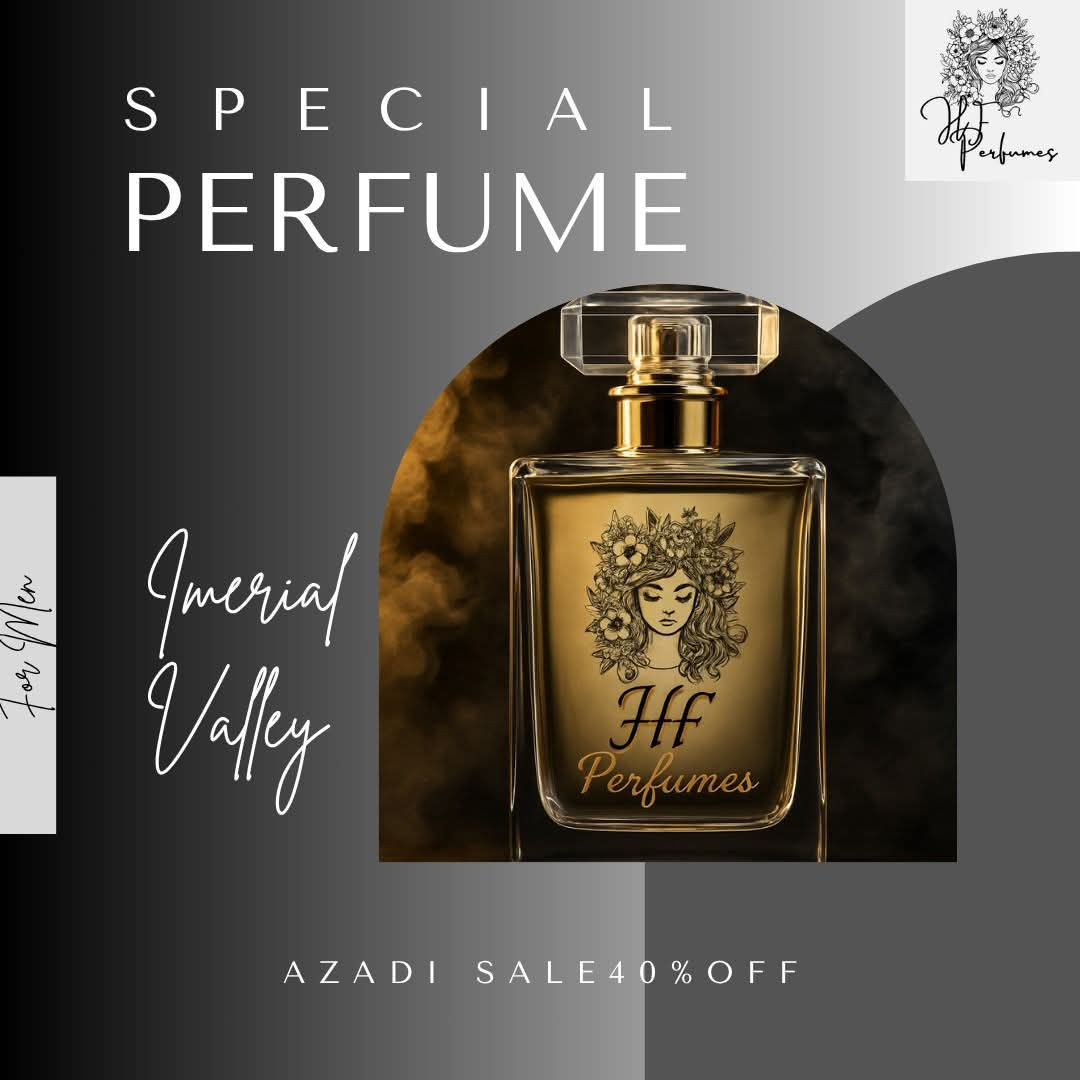 SPECIAL
PERFUME
HF
Perfumes
For Men
Imerial
Valley
HF
Perfumes
AZADI SALE40%OFF